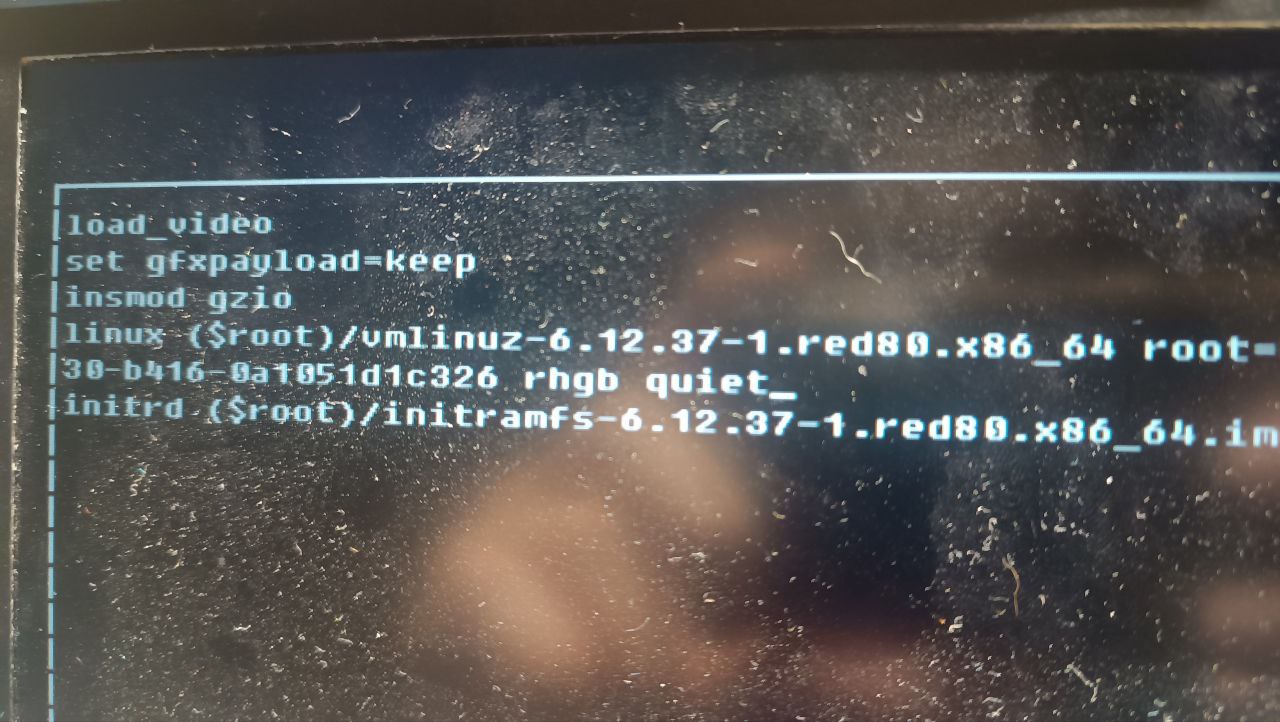 load_video
set gfxpayload=keep
insmod gzio
linux ($root)/vmlinuz-6.12.37-1.red80.x86_64 root=
30-b416-0a1051d1c326 rhgb quiet_
initrd ($root)/initramfs-6.12.37-1.red80.x86_64.im